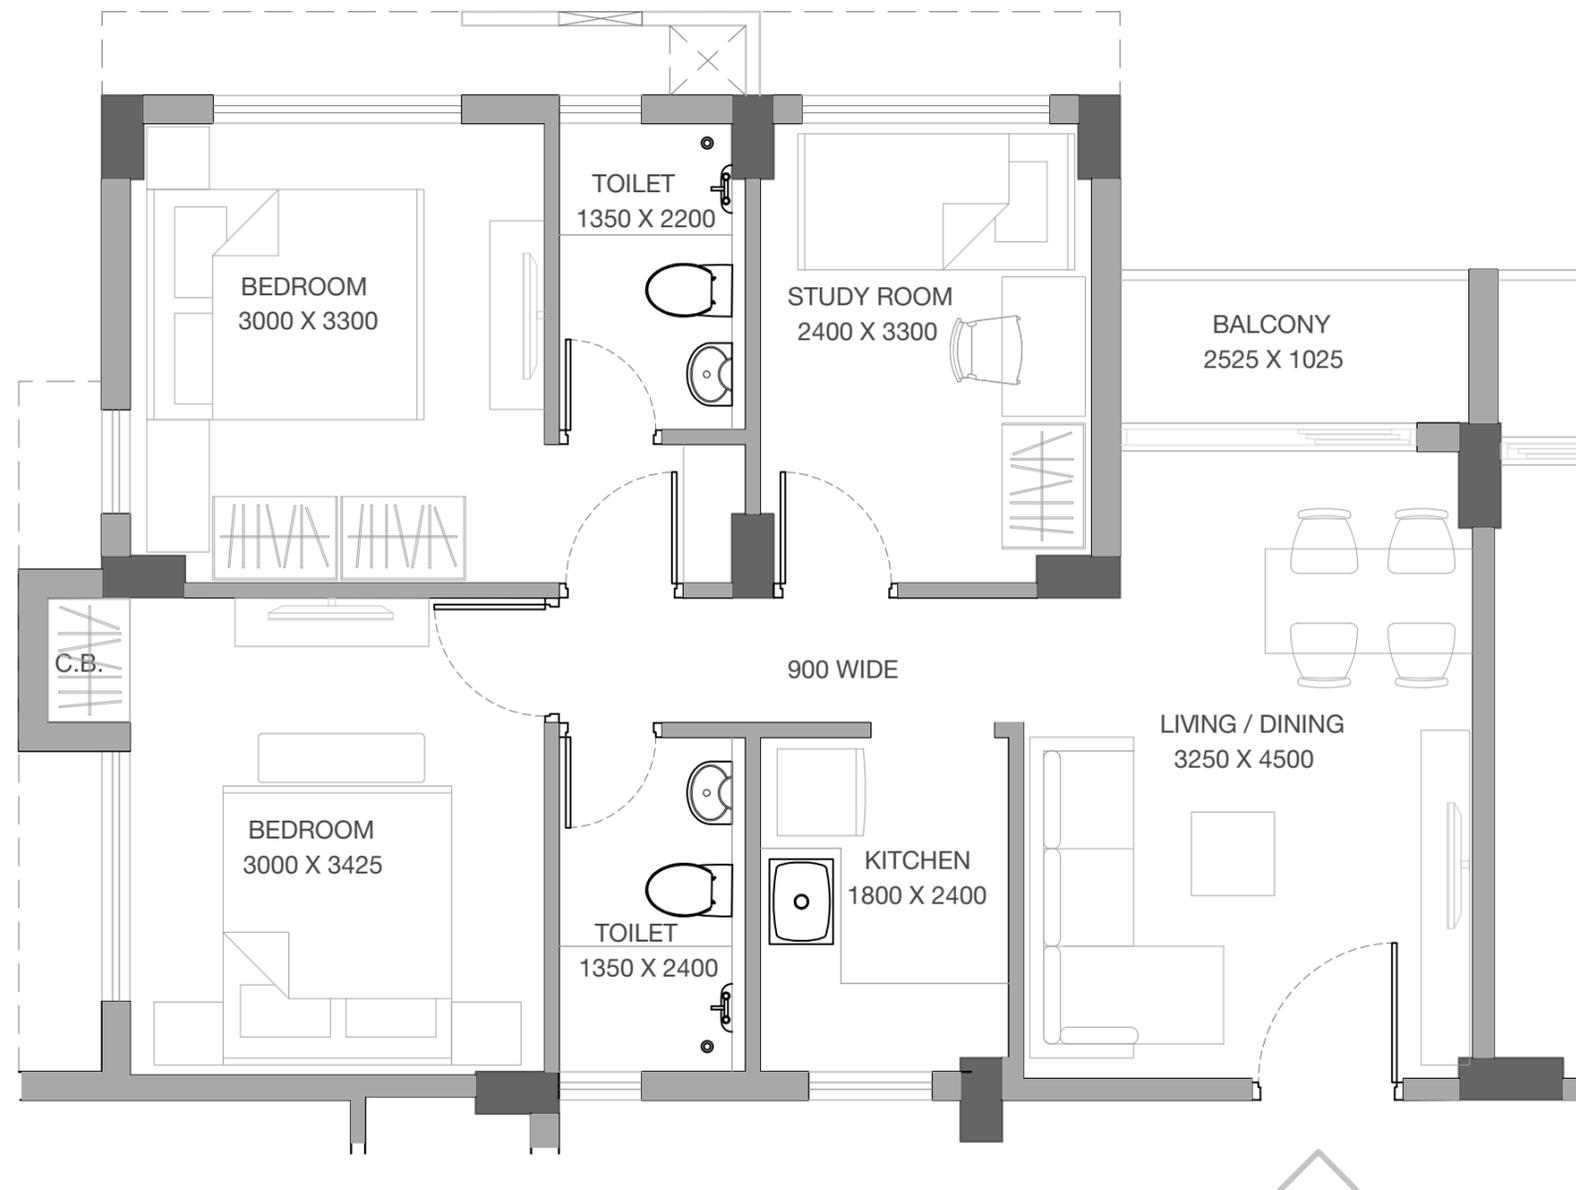 TOILET
1350 X 2200
BEDROOM
3000 X 3300
STUDY ROOM
2400 X 3300
BALCONY
2525 X 1025
C.B.
900 WIDE
LIVING / DINING
3250 X 4500
BEDROOM
3000 X 3425
KITCHEN
1800 X 2400
TOILET
1350 X 2400